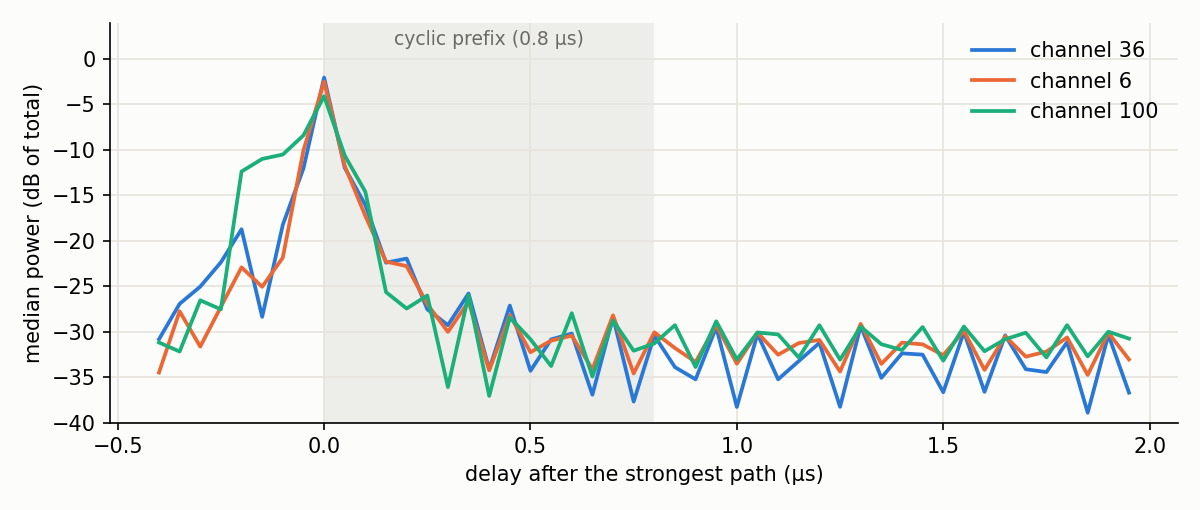 cyclic prefix (0.8 µs)
channel 36
channel 6
channel 100
median power (dB of total)
0
−5
−10
−15
−20
−25
−30
−35
−40
−0.5 0.0 0.5 1.0 1.5 2.0
delay after the strongest path (µs)